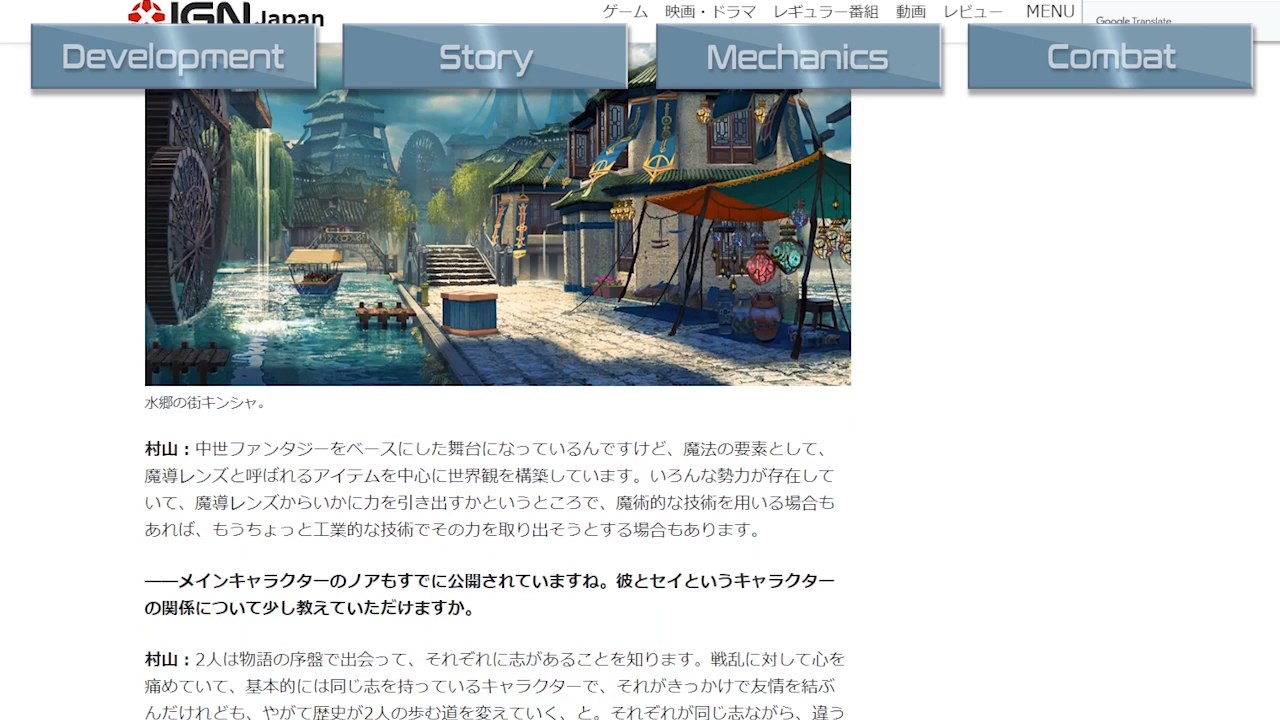 IGN Japan
ゲーム 映画・ドラマ レギュラー番組 動画 レビュー MENU
Google Translate
Development Story Mechanics Combat
水郷の街キンシャ。
村山：中世ファンタジーをベースにした舞台になっているんですけど、魔法の要素として、
魔導レンズと呼ばれるアイテムを中心に世界観を構築しています。いろんな勢力が存在して
いて、魔導レンズからいかに力を引き出すかというところで、魔術的な技術を用いる場合も
あれば、もうちょっと工業的な技術でその力を取り出そうとする場合もあります。
――メインキャラクターのノアもすでに公開されていますね。彼とセイというキャラクター
の関係について少し教えていただけますか。
村山：2人は物語の序盤で出会って、それぞれに志があることを知ります。戦乱に対して心を
痛めていて、基本的には同じ志を持っているキャラクターで、それがきっかけで友情を結ぶ
んだけれども、やがて歴史が2人の歩む道を変えていく、と。それぞれが同じ志ながら、違う